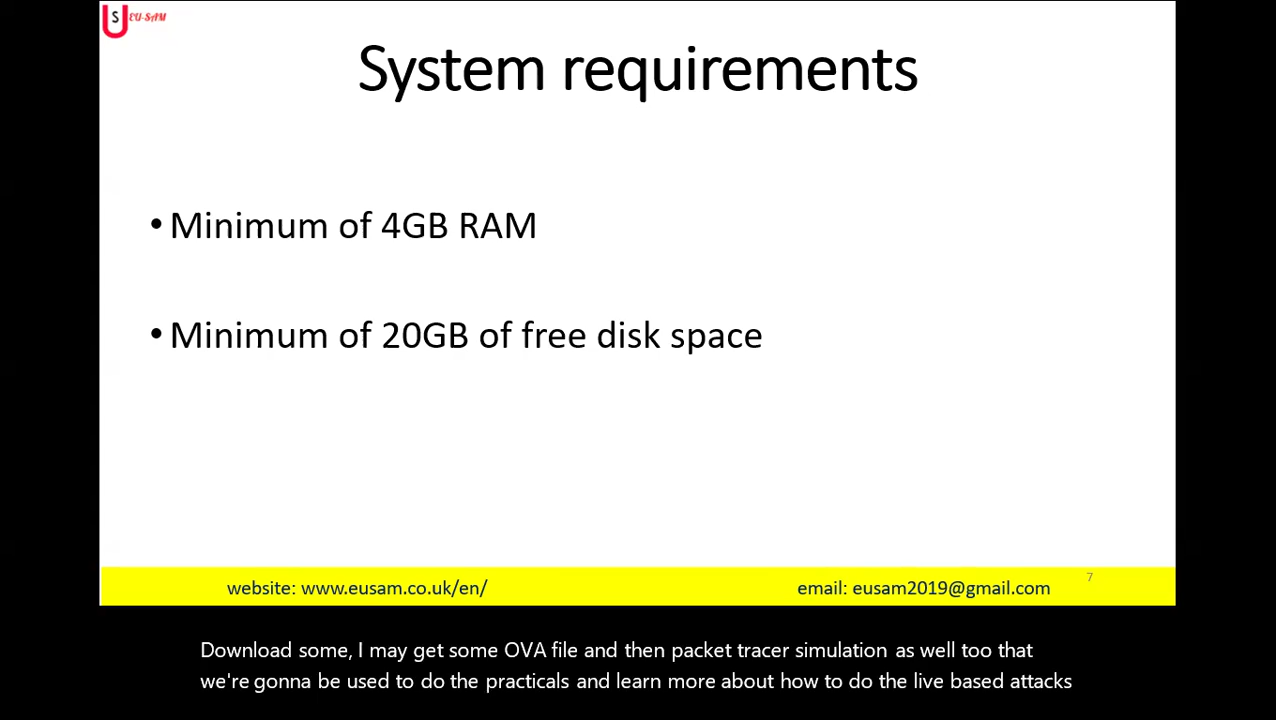 S
EU-SAM
System requirements
• Minimum of 4GB RAM
• Minimum of 20GB of free disk space
website: www.eusam.co.uk/en/
email: eusam2019@gmail.com
7
Download some, I may get some OVA file and then packet tracer simulation as well too that
we're gonna be used to do the practicals and learn more about how to do the live based attacks